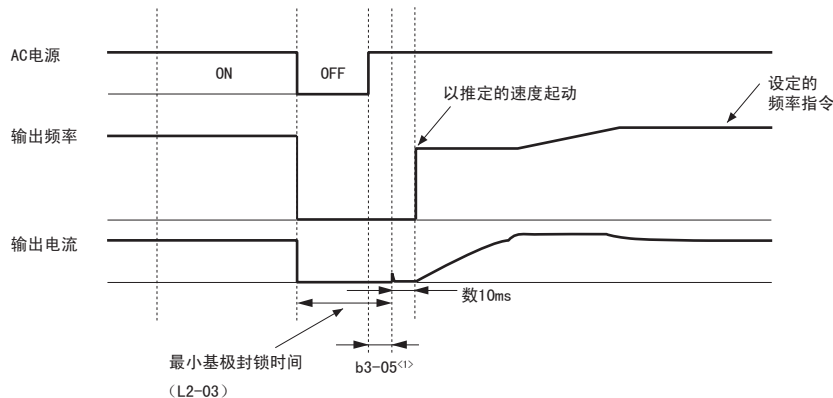 AC电源
ON
OFF
以推定的速度起动
设定的
频率指令
输出频率
输出电流
数10ms
最小基极封锁时间
（L2-03）
b3-05<1>